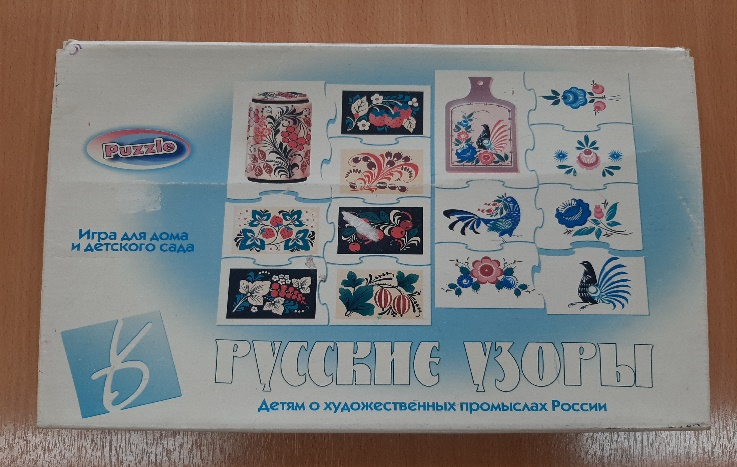 Puzzle
Игра для дома
и детского сада
РУССКИЕ УЗОРЫ
Детям о художественных промыслах России